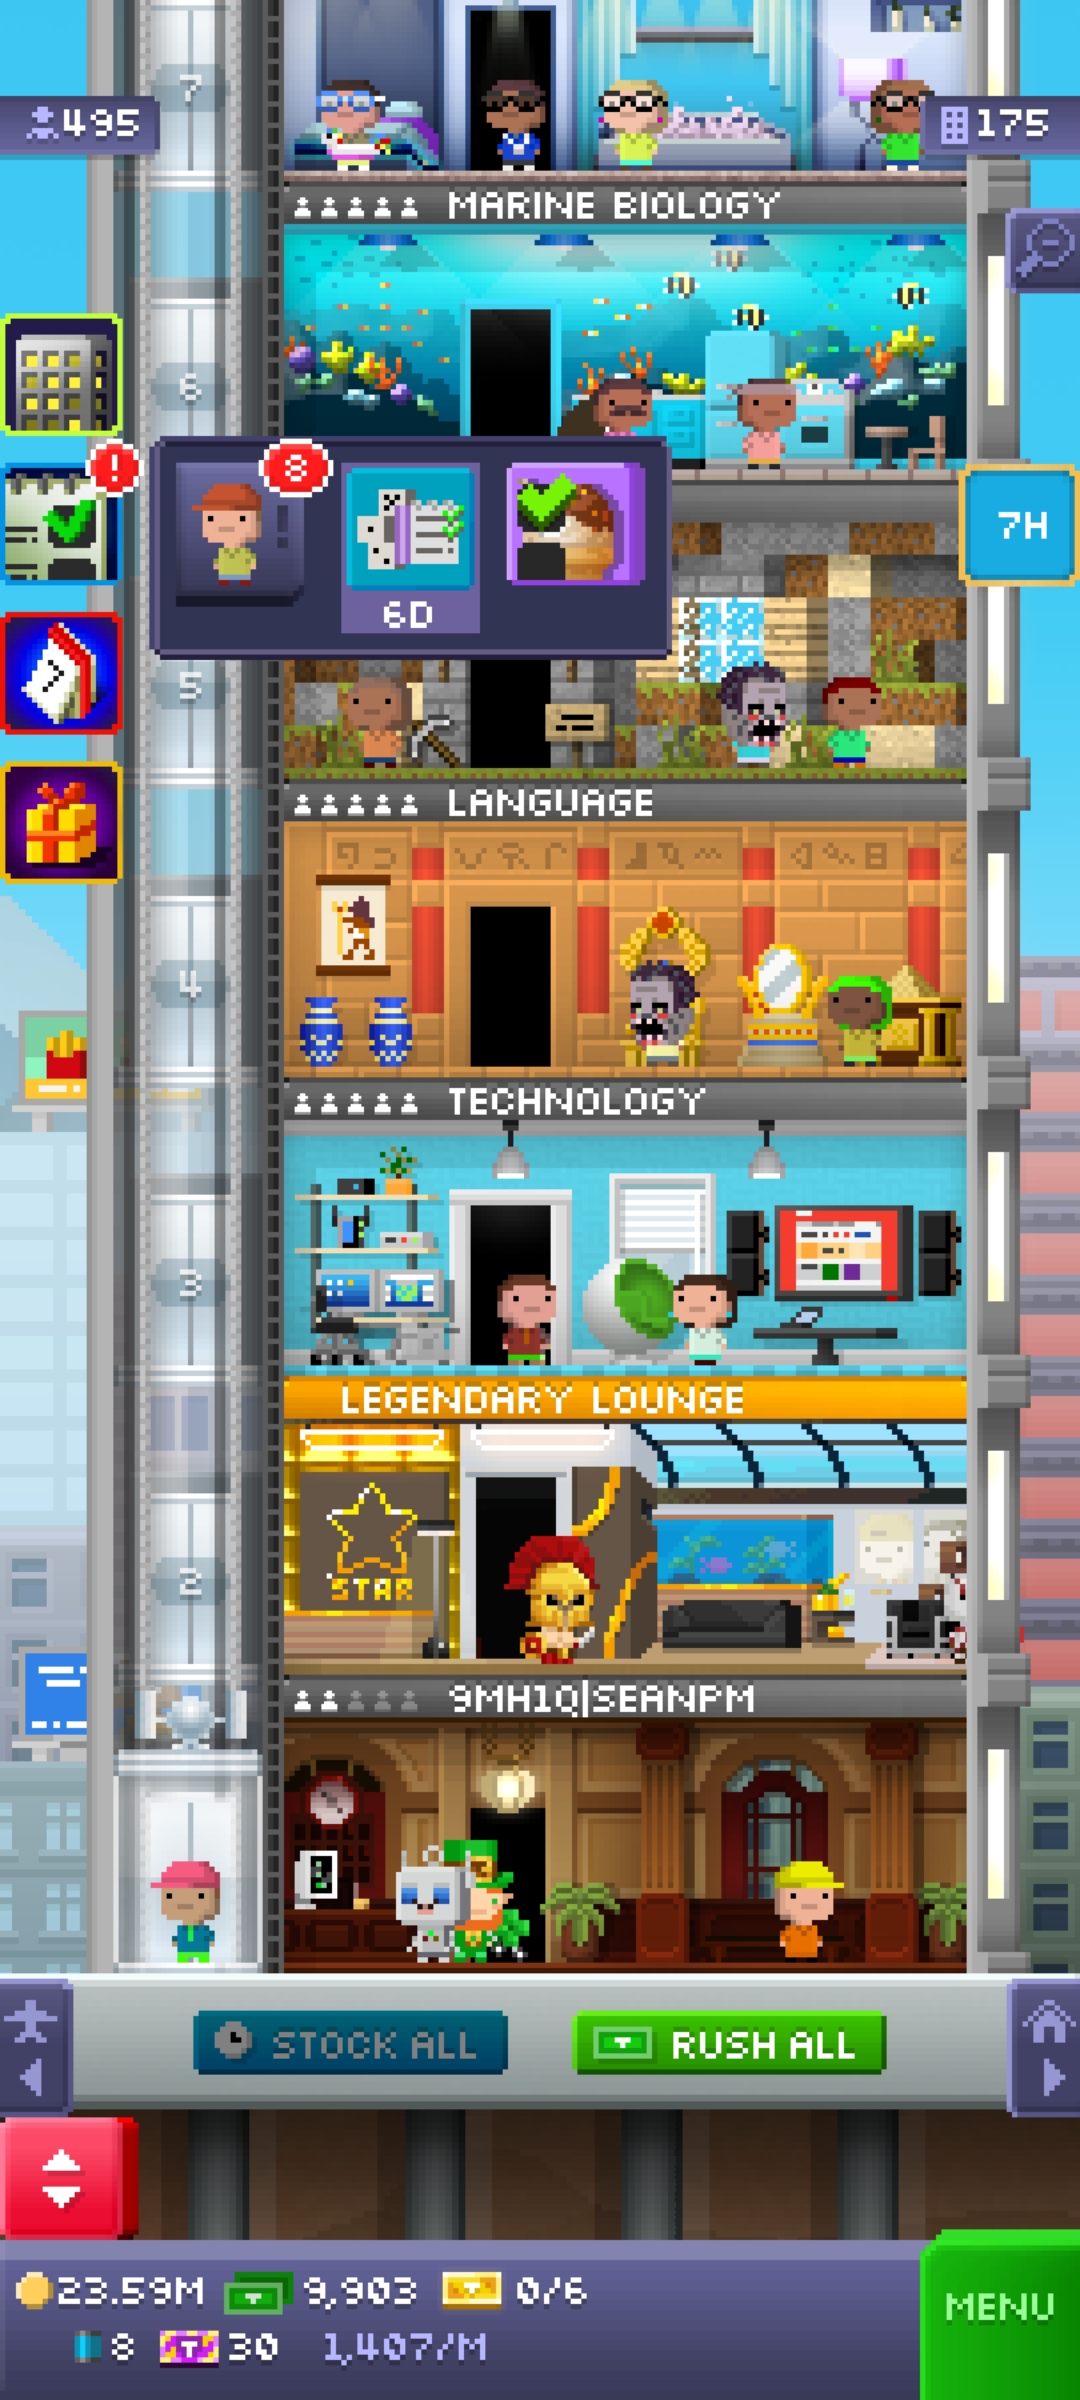 7
495
175
MARINE BIOLOGY
6
8
7H
6D
5
LANGUAGE
4
TECHNOLOGY
3
LEGENDARY LOUNGE
STAR
2
9MH1Q|SEANPM
STOCK ALL
RUSH ALL
23.59M
9,903
0/6
MENU
8
T
30
1,407/M